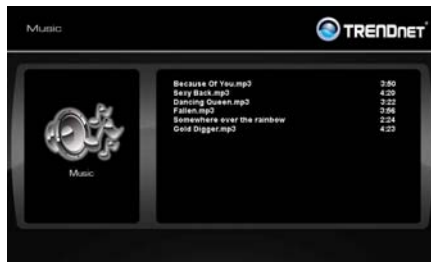 Music
TRENDnet
Because Of You.mp3 3:50
Sexy Back.mp3 4:20
Dancing Queen.mp3 3:22
Fallen.mp3 3:56
Somewhere over the rainbow 2:24
Gold Digger.mp3 4:23
Music